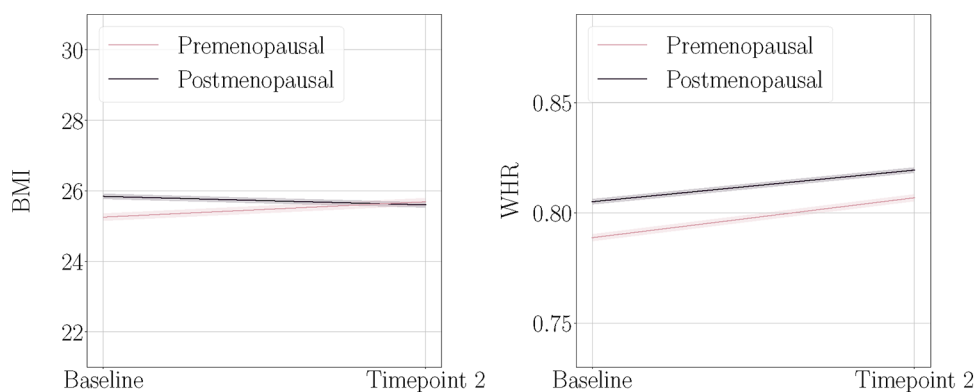 BMI
30
28
26
24
22
Premenopausal
Postmenopausal
Baseline Timepoint 2
WHR
0.85
0.80
0.75
Premenopausal
Postmenopausal
Baseline Timepoint 2